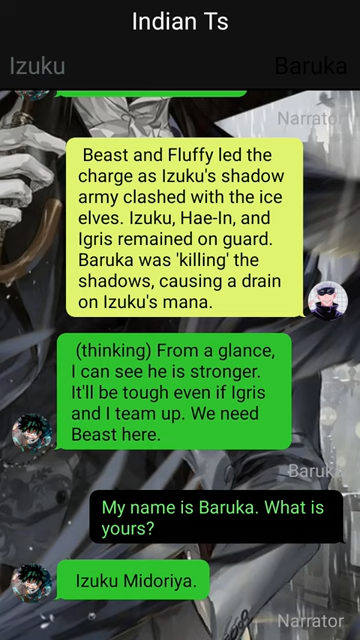 Indian Ts
Izuku
Baruka
Narrator
Beast and Fluffy led the
charge as Izuku's shadow
army clashed with the ice
elves. Izuku, Hae-In, and
Igris remained on guard.
Baruka was 'killing' the
shadows, causing a drain
on Izuku's mana.
(thinking) From a glance,
I can see he is stronger.
It'll be tough even if Igris
and I team up. We need
Beast here.
Baruka
My name is Baruka. What is
yours?
Izuku Midoriya.
Narrator